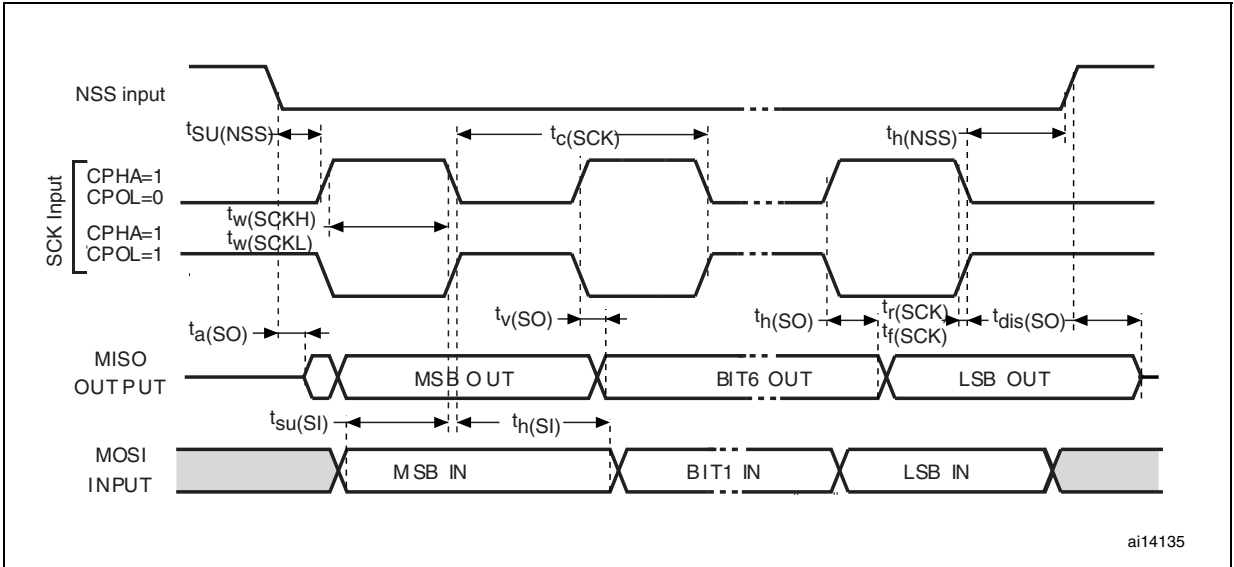 NSS input
tSU(NSS)
tc(SCK)
th(NSS)
SCK Input
CPHA=1
CPOL=0
tw(SCKH)
tw(SCKL)
CPHA=1
CPOL=1
ta(SO)
tv(SO)
th(SO)
tr(SCK)
tf(SCK)
tdis(SO)
MISO
OUTPUT
MSB OUT
BIT6 OUT
LSB OUT
tsu(SI)
th(SI)
MOSI
INPUT
MSB IN
BIT1 IN
LSB IN
ai14135